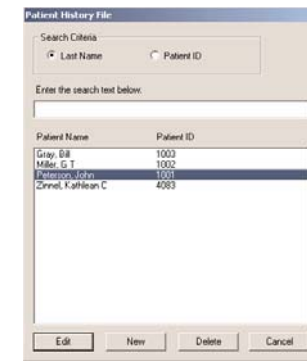 Patient History File
Search Criteria
Last Name Patient ID
Enter the search text below:
Patient Name Patient ID
Gray, Bill 1003
Miller, G T 1002
Peterson, John 1001
Zinnel, Kathlean C 4083
Edit New Delete Cancel